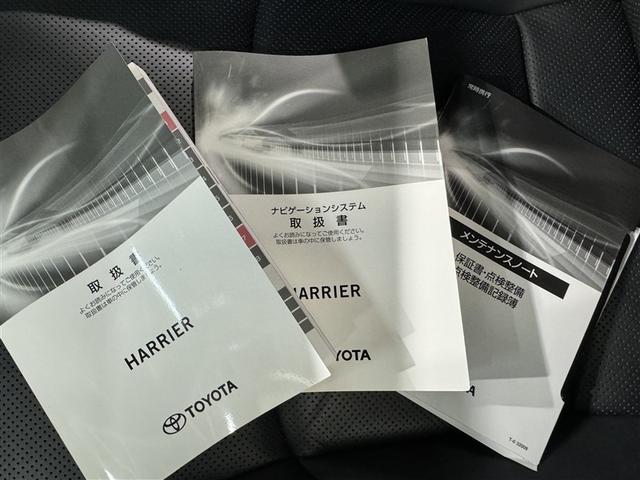 取扱書
よくお読みになってご使用ください。
取扱書は車の中に保管しましょう。
HARRIER
TOYOTA
ナビゲーションシステム
取扱書
よくお読みになってご使用ください。
取扱書は車の中に保管しましょう。
HARRIER
YOTA
常時携行
メンテナンスノート
保証書・点検整備
点検整備記録簿
A